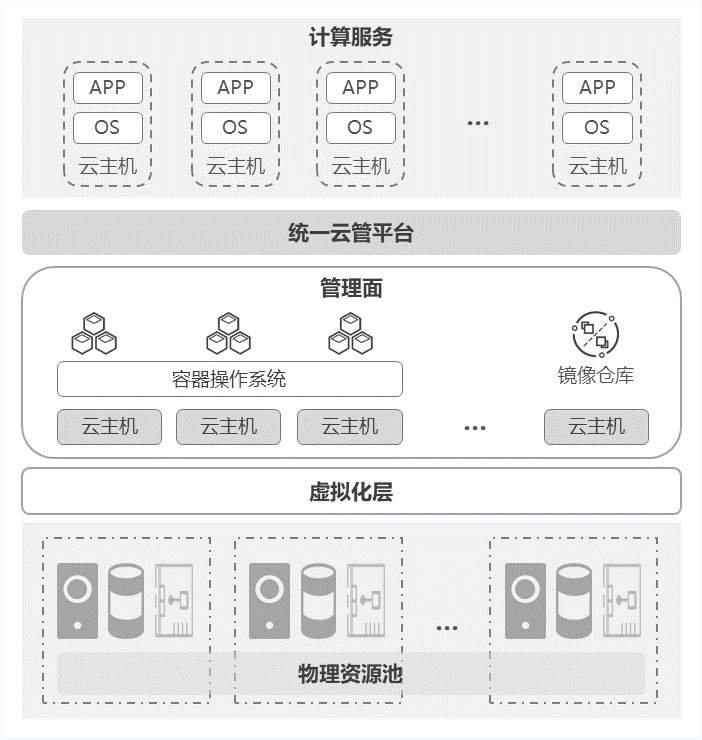 计算服务
APP APP APP APP
OS OS OS ... OS
云主机 云主机 云主机 云主机
统一云管平台
管理面
容器操作系统 镜像仓库
云主机 云主机 云主机 ... 云主机
虚拟化层
...
物理资源池